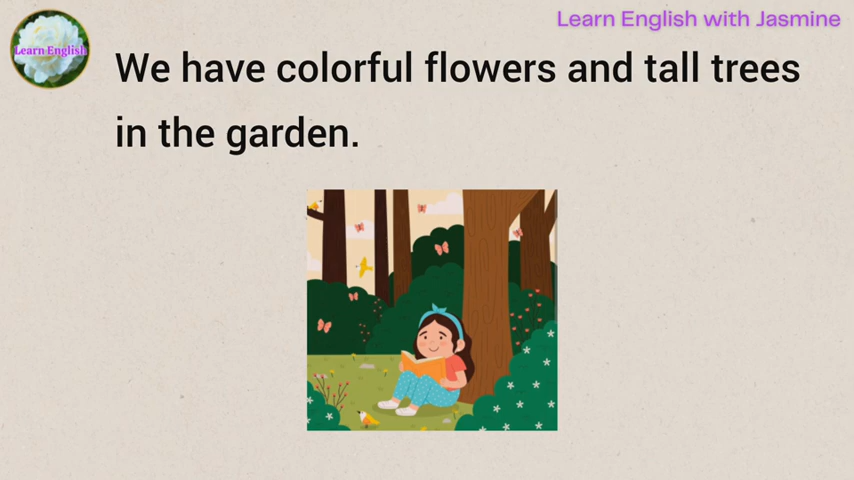 Learn English with Jasmine
Learn English
We have colorful flowers and tall trees
in the garden.